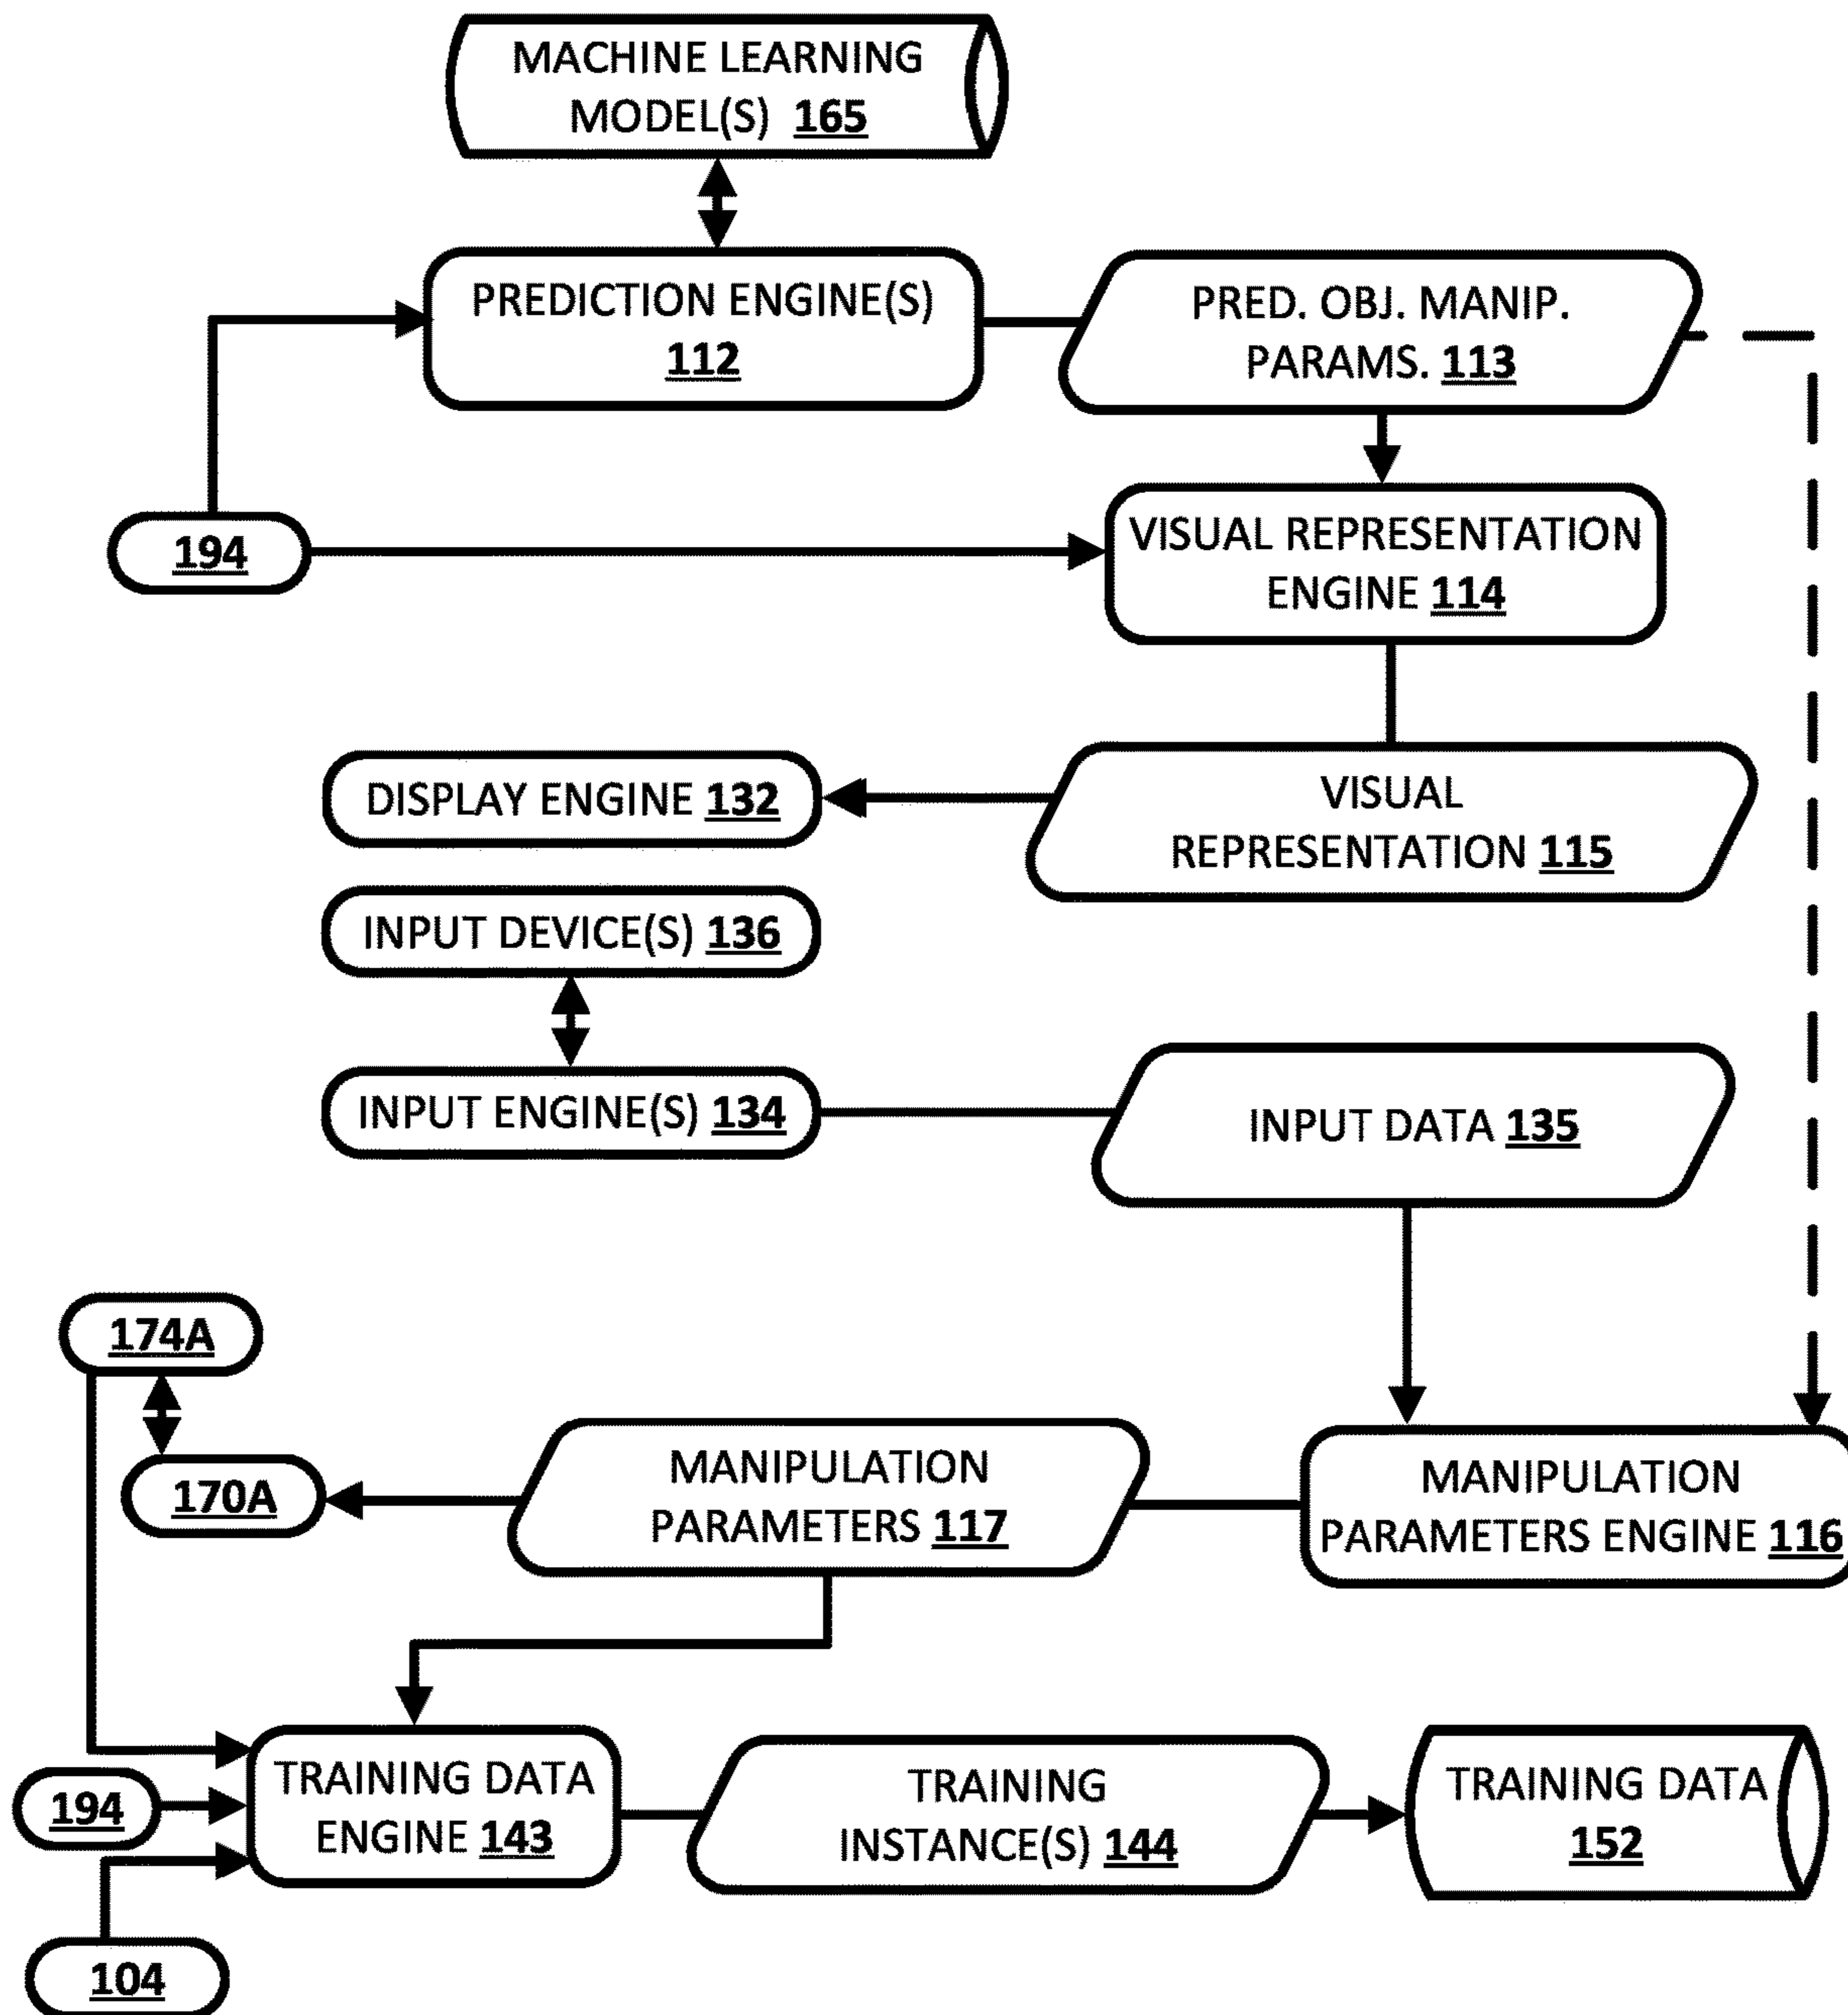 MACHINE LEARNING
MODEL(S) 165
PREDICTION ENGINE(S)
112
PRED. OBJ. MANIP.
PARAMS. 113
194
VISUAL REPRESENTATION
ENGINE 114
DISPLAY ENGINE 132
VISUAL
REPRESENTATION 115
INPUT DEVICE(S) 136
INPUT ENGINE(S) 134
INPUT DATA 135
174A
170A
MANIPULATION
PARAMETERS 117
MANIPULATION
PARAMETERS ENGINE 116
194
TRAINING DATA
ENGINE 143
TRAINING
INSTANCE(S) 144
TRAINING DATA
152
104